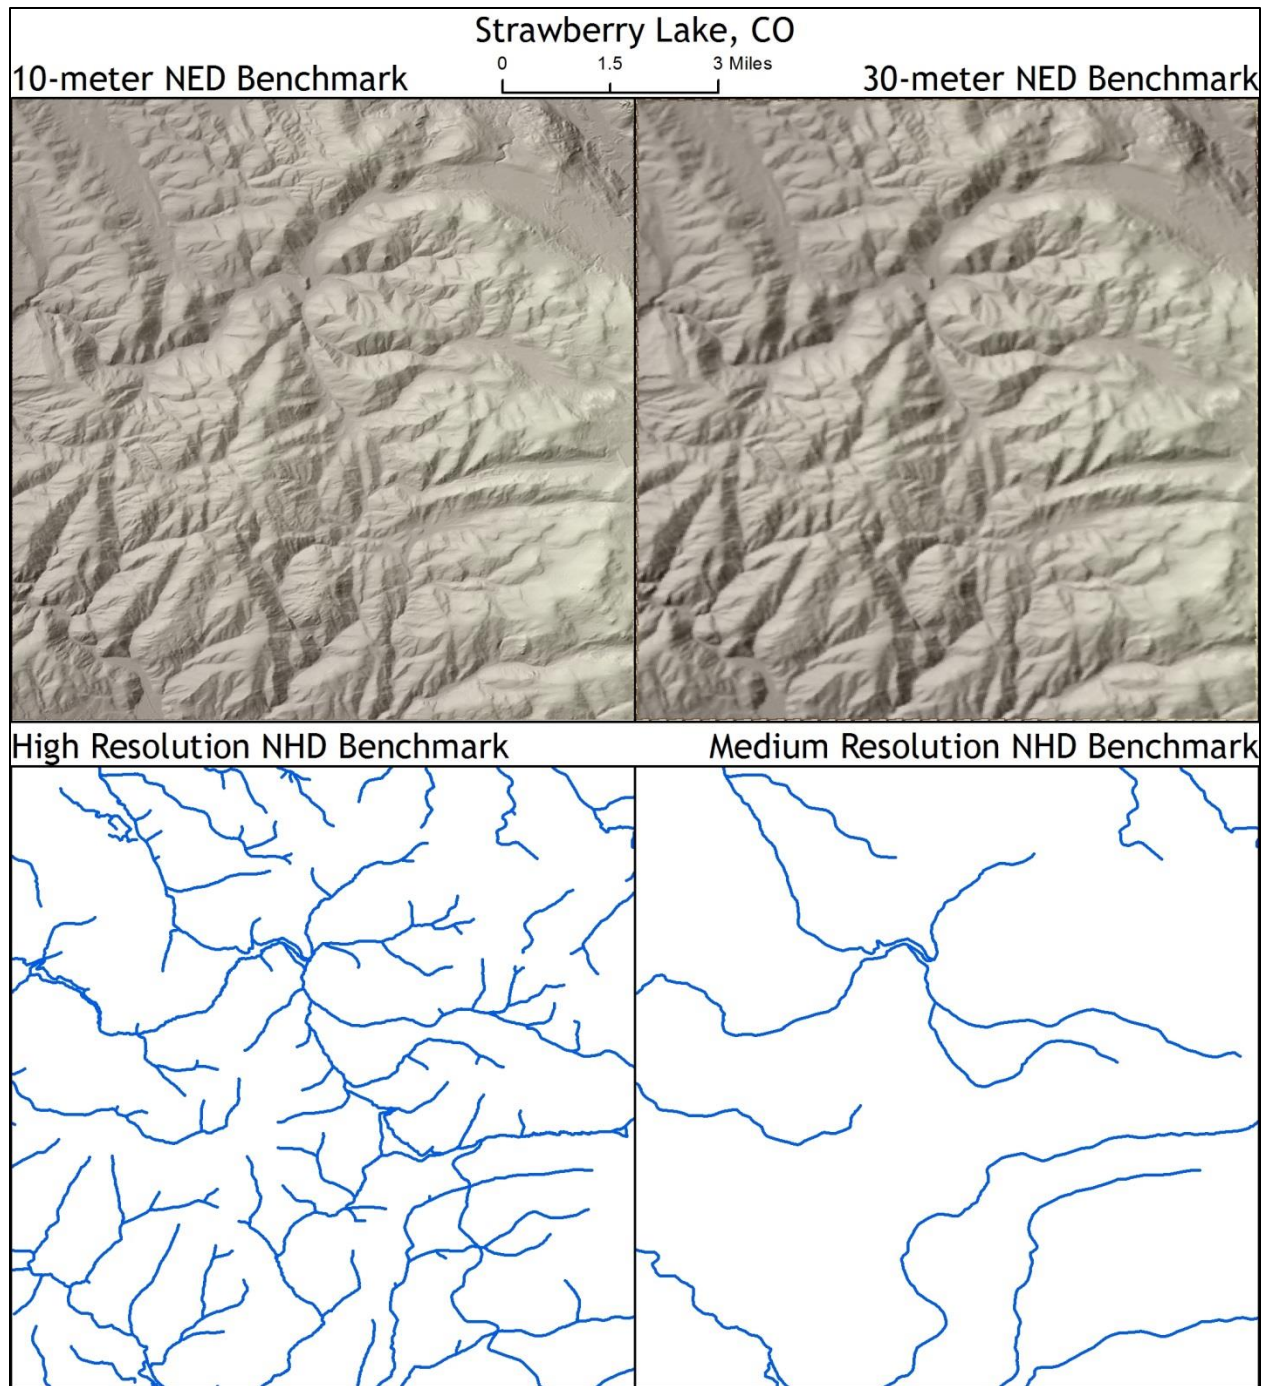 Strawberry Lake, CO
0 1.5 3 Miles
10-meter NED Benchmark
30-meter NED Benchmark
High Resolution NHD Benchmark
Medium Resolution NHD Benchmark